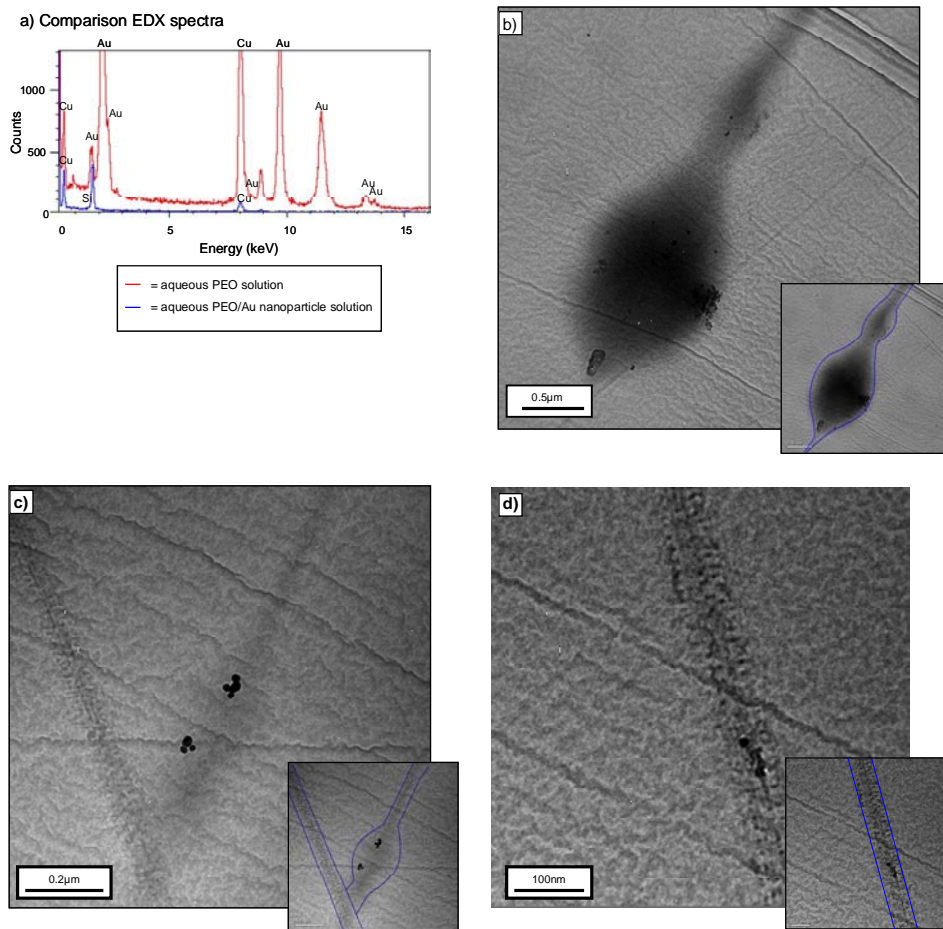 a) Comparison EDX spectra
Au
Cu
Au
1000
Cu
Au
Au
Au
500
Cu
Au
Au
Au
Si
Cu
0
0
5
10
15
Counts
Energy (keV)
= aqueous PEO solution
= aqueous PEO/Au nanoparticle solution
b)
0.5µm
c)
0.2µm
d)
100nm